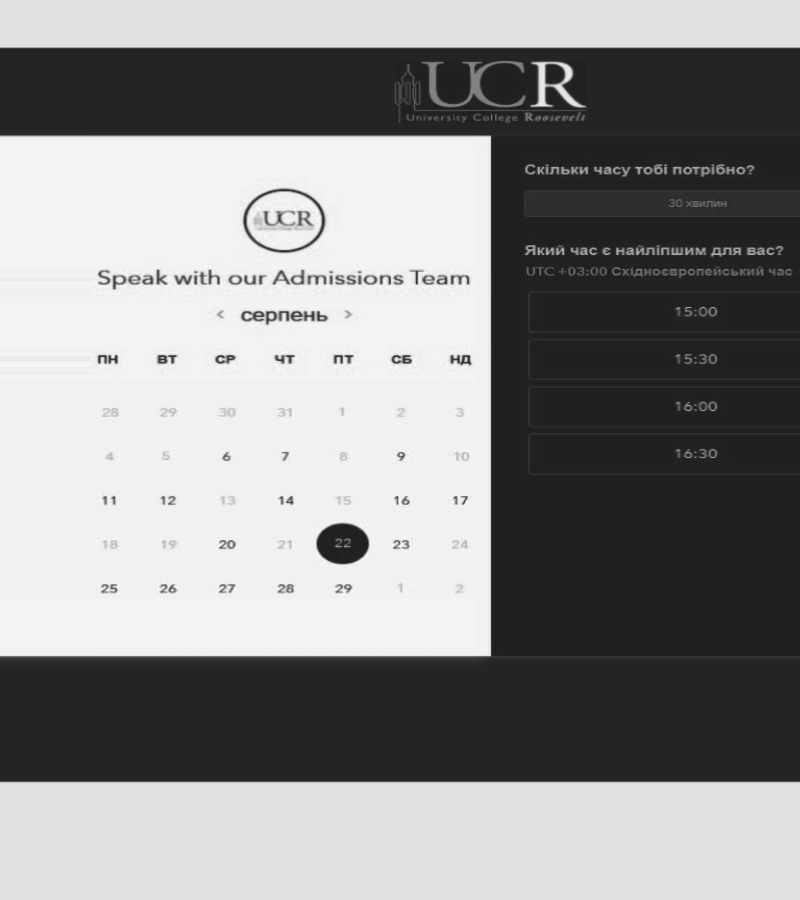 UCR
University College Roosevelt
UCR
Speak with our Admissions Team
< серпень >
ПН ВТ СР ЧТ ПТ СБ НД
28 29 30 31 1 2 3
4 5 6 7 8 9 10
11 12 13 14 15 16 17
18 19 20 21 22 23 24
25 26 27 28 29 1 2
Скільки часу тобі потрібно?
30 хвилин
Який час є найліпшим для вас?
UTC +03:00 Східноєвропейський час
15:00
15:30
16:00
16:30